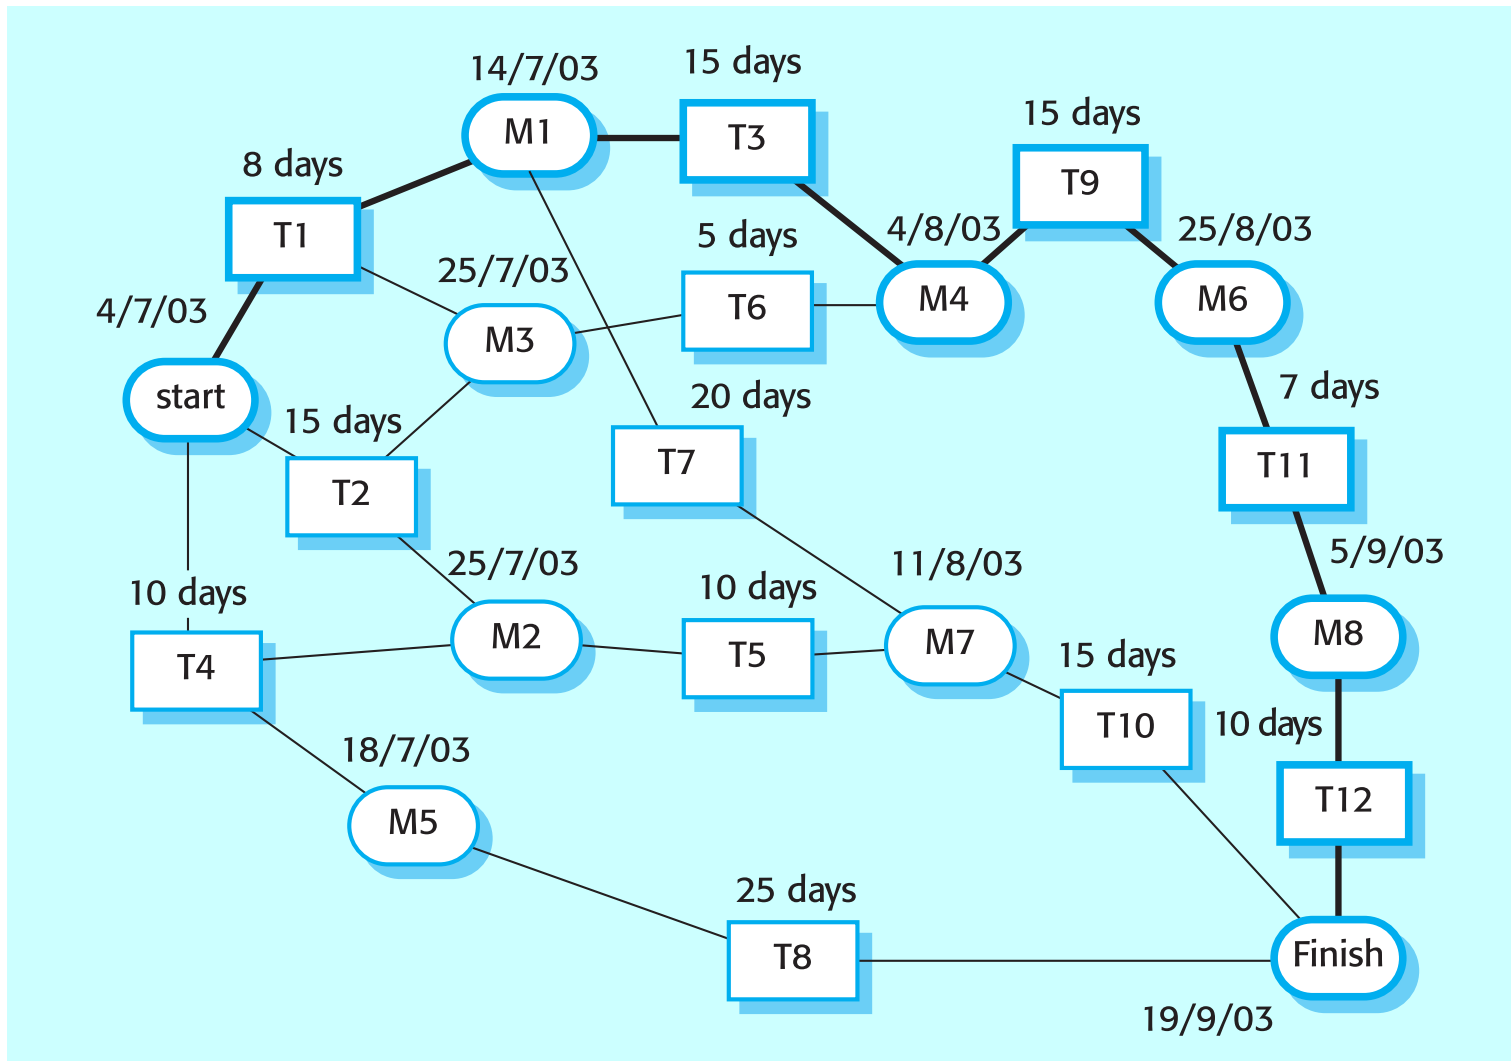 14/7/03
15 days
M1
T3
15 days
8 days
T9
T1
5 days
4/8/03
25/8/03
25/7/03
4/7/03
M3
T6
M4
M6
start
15 days
20 days
7 days
T2
T7
T11
25/7/03
11/8/03
5/9/03
10 days
10 days
M2
T5
M7
M8
T4
15 days
18/7/03
T10
10 days
M5
T12
25 days
T8
Finish
19/9/03